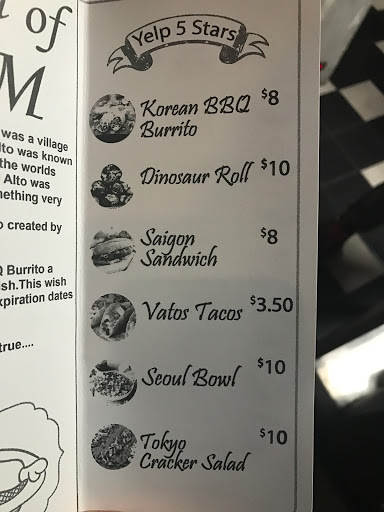 of
M
was a village
lto was known
the worlds
Alto was
nething very
o created by
Q Burrito a
ish.This wish
xpiration dates
true....
Yelp 5 Stars
Korean BBQ $8
Burrito
Dinosaur Roll $10
Saigon $8
Sandwich
Vatos Tacos $3.50
Seoul Bowl $10
Tokyo $10
Cracker Salad